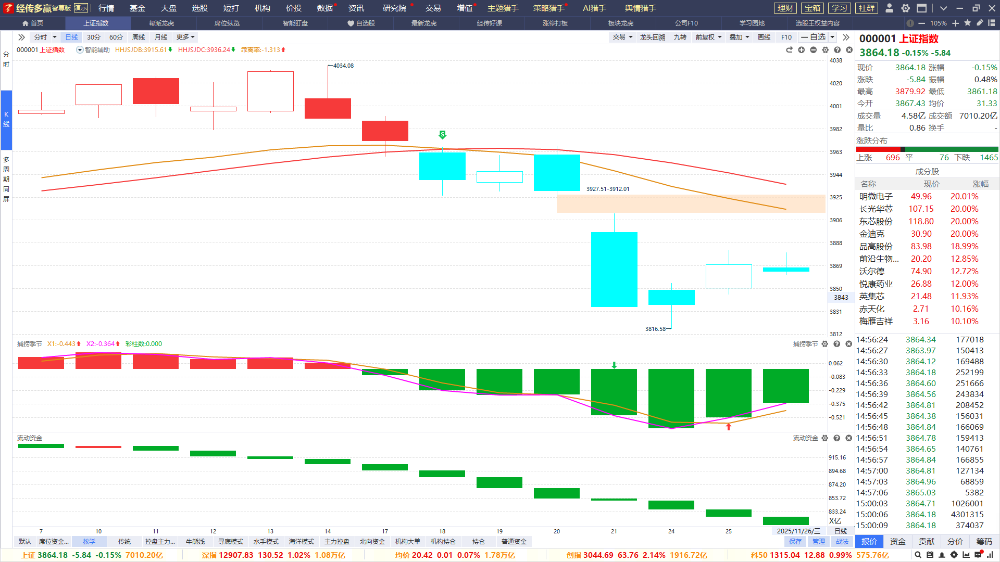 经传多赢 智尊版 演示 行情 基金 大盘 选股 短打 机构 价投 数据 资讯 研究院 交易 增值 主题猎手 策略猎手 AI猎手 舆情猎手 理财 宝箱 学习 社群
首页 上证指数 帮派龙虎 席位纵览 智能盯盘 自选股 最新龙虎 经传好课 涨停打板 板块龙虎 公司F10 学习园地 选股王权益内容 105%
分时 日线 30分 60分 周线 月线 更多 交易 龙头回溯 九转 前复权 叠加 画线 F10 自选
000001 上证指数 智能辅助 HHJSJDB:3915.61 HHJSJDC:3936.24 乖离率:-1.313
分时
K线
多周期同屏
4038
4020
4001
3982
3963
3944
3925
3906
3888
3869
3850
3843
3831
3812
4034.08
S
3927.51-3912.01
3816.58
捕捞季节 X1:-0.443 X2:-0.364 彩柱数:0.000 捕捞季节
0.062
-0.083
-0.229
-0.375
-0.521
流动资金 流动资金
915.16
894.68
874.20
853.72
833.24
X亿
7 10 11 12 13 14 17 18 19 20 21 24 25 2025/11/26/三 日线
默认 席位资金... 教学 传统 控盘主力... 牛能线 寻底模式 水手模式 海洋模式 主力控盘 北向资金 机构大单 机构持仓 持仓 普通资金 保存 管理 战法
000001 上证指数
3864.18 -0.15% -5.84
现价 3864.18 涨幅 -0.15%
涨跌 -5.84 振幅 0.48%
最高 3879.92 最低 3861.18
今开 3867.43 均价 31.33
成交量 4.58亿 成交额 7010.20亿
量比 0.86 换手 -
涨跌分布
上涨 696 平 76 下跌 1465
成分股
名称 现价 涨幅
明微电子 49.96 20.01%
长光华芯 107.15 20.00%
东芯股份 118.80 20.00%
金迪克 30.90 20.00%
品高股份 83.98 18.99%
前沿生物... 20.20 12.85%
沃尔德 74.90 12.72%
悦康药业 26.88 12.00%
英集芯 21.48 11.93%
赤天化 2.71 10.16%
梅雁吉祥 3.16 10.10%
14:56:24 3864.34 177018
14:56:27 3863.97 150413
14:56:30 3864.12 169488
14:56:33 3864.18 252199
14:56:36 3864.60 251666
14:56:39 3864.56 243834
14:56:42 3864.81 208452
14:56:45 3864.38 156031
14:56:48 3864.84 166069
14:56:51 3864.78 159413
14:56:54 3864.65 140761
14:56:57 3864.84 166855
14:57:00 3864.81 127134
14:57:03 3864.96 68859
14:57:06 3865.03 5382
15:00:03 3864.71 1026001
15:00:06 3864.18 4301315
15:00:09 3864.18 374037
报价 资金 贡献 分价 筹码
上证 3864.18 -5.84 -0.15% 7010.20亿 深指 12907.83 130.52 1.02% 1.08万亿 均价 20.42 0.01 0.07% 1.78万亿 创指 3044.69 63.76 2.14% 1916.72亿 科50 1315.04 12.88 0.99% 575.76亿